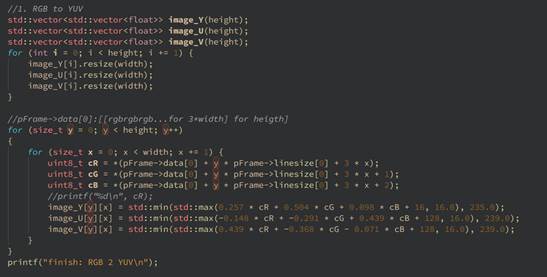 //1. RGB to YUV
std::vector<std::vector<float>> image_Y(height);
std::vector<std::vector<float>> image_U(height);
std::vector<std::vector<float>> image_V(height);
for (int i = 0; i < height; i += 1) {
    image_Y[i].resize(width);
    image_U[i].resize(width);
    image_V[i].resize(width);
}
//pFrame->data[0]:[[rgbrgbrgb...for 3*width] for heigth]
for (size_t y = 0; y < height; y++)
{
    for (size_t x = 0; x < width; x += 1) {
        uint8_t cR = *(pFrame->data[0] + y * pFrame->linesize[0] + 3 * x);
        uint8_t cG = *(pFrame->data[0] + y * pFrame->linesize[0] + 3 * x + 1);
        uint8_t cB = *(pFrame->data[0] + y * pFrame->linesize[0] + 3 * x + 2);
        //printf("%d\n", cR);
        image_Y[y][x] = std::min(std::max(0.257 * cR + 0.504 * cG + 0.098 * cB + 16, 16.0), 235.0);
        image_U[y][x] = std::min(std::max(-0.148 * cR + -0.291 * cG + 0.439 * cB + 128, 16.0), 239.0);
        image_V[y][x] = std::min(std::max(0.439 * cR + -0.368 * cG - 0.071 * cB + 128, 16.0), 239.0);
    }
}
printf("finish: RGB 2 YUV\n");